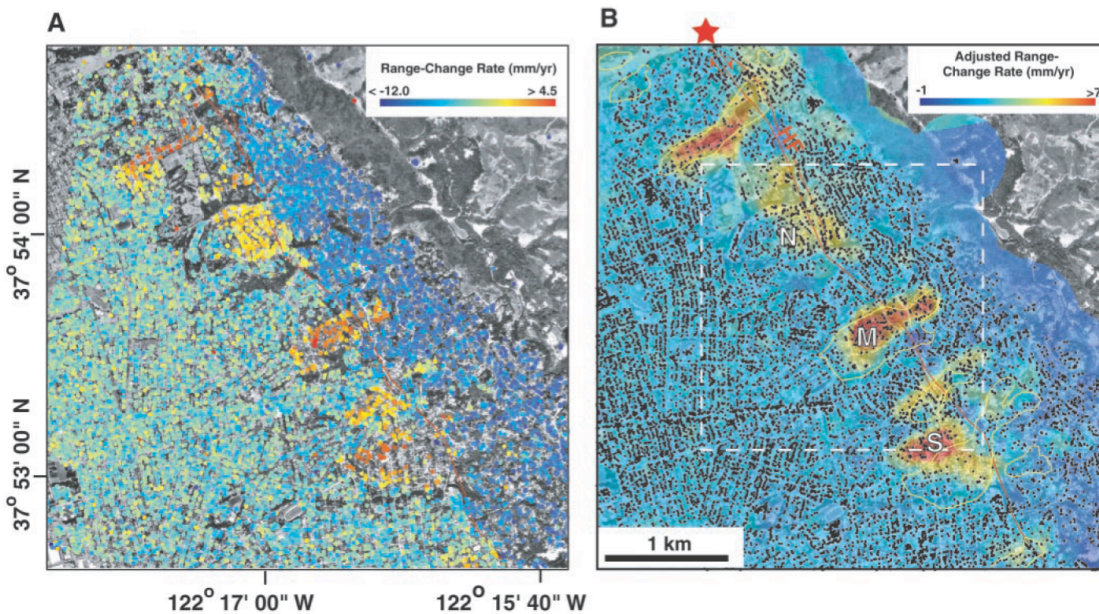 A
B
Range-Change Rate (mm/yr)
< -12.0
> 4.5
Adjusted Range-
Change Rate (mm/yr)
-1
>7
37° 54' 00" N
37° 53' 00" N
N
M
S
1 km
122° 17' 00" W
122° 15' 40" W